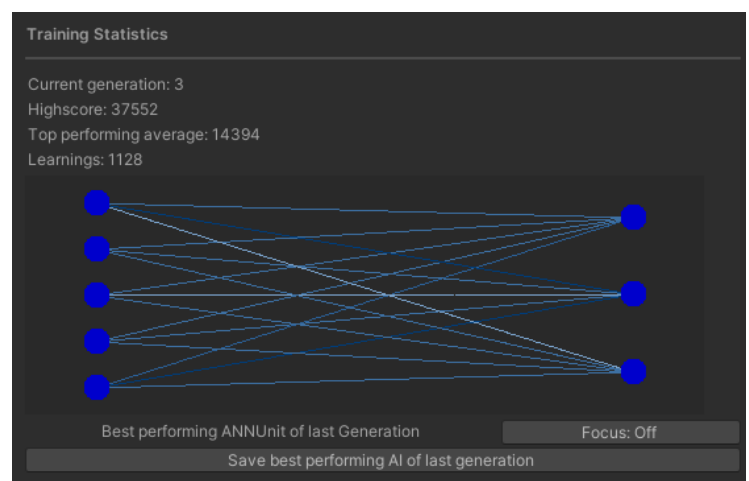 Training Statistics
Current generation: 3
Highscore: 37552
Top performing average: 14394
Learnings: 1128
Best performing ANNUnit of last Generation
Focus: Off
Save best performing AI of last generation